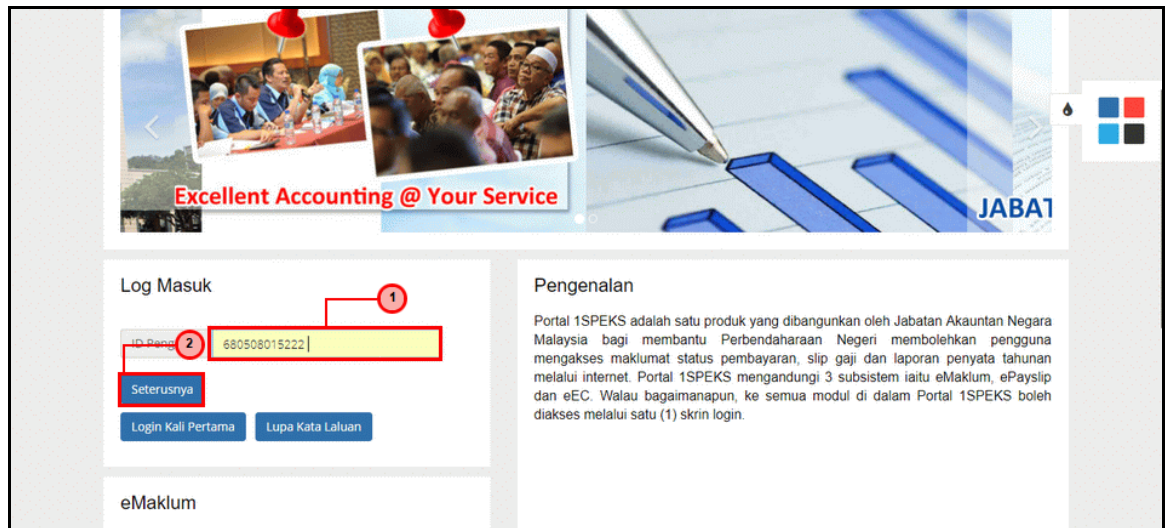 Excellent Accounting @ Your Service
JABAT
Log Masuk
1
ID Peng
2
680508015222
Seterusnya
Login Kali Pertama
Lupa Kata Laluan
eMaklum
Pengenalan
Portal 1SPEKS adalah satu produk yang dibangunkan oleh Jabatan Akauntan Negara
Malaysia bagi membantu Perbendaharaan Negeri membolehkan pengguna
mengakses maklumat status pembayaran, slip gaji dan laporan penyata tahunan
melalui internet. Portal 1SPEKS mengandungi 3 subsistem iaitu eMaklum, ePayslip
dan eEC. Walau bagaimanapun, ke semua modul di dalam Portal 1SPEKS boleh
diakses melalui satu (1) skrin login.